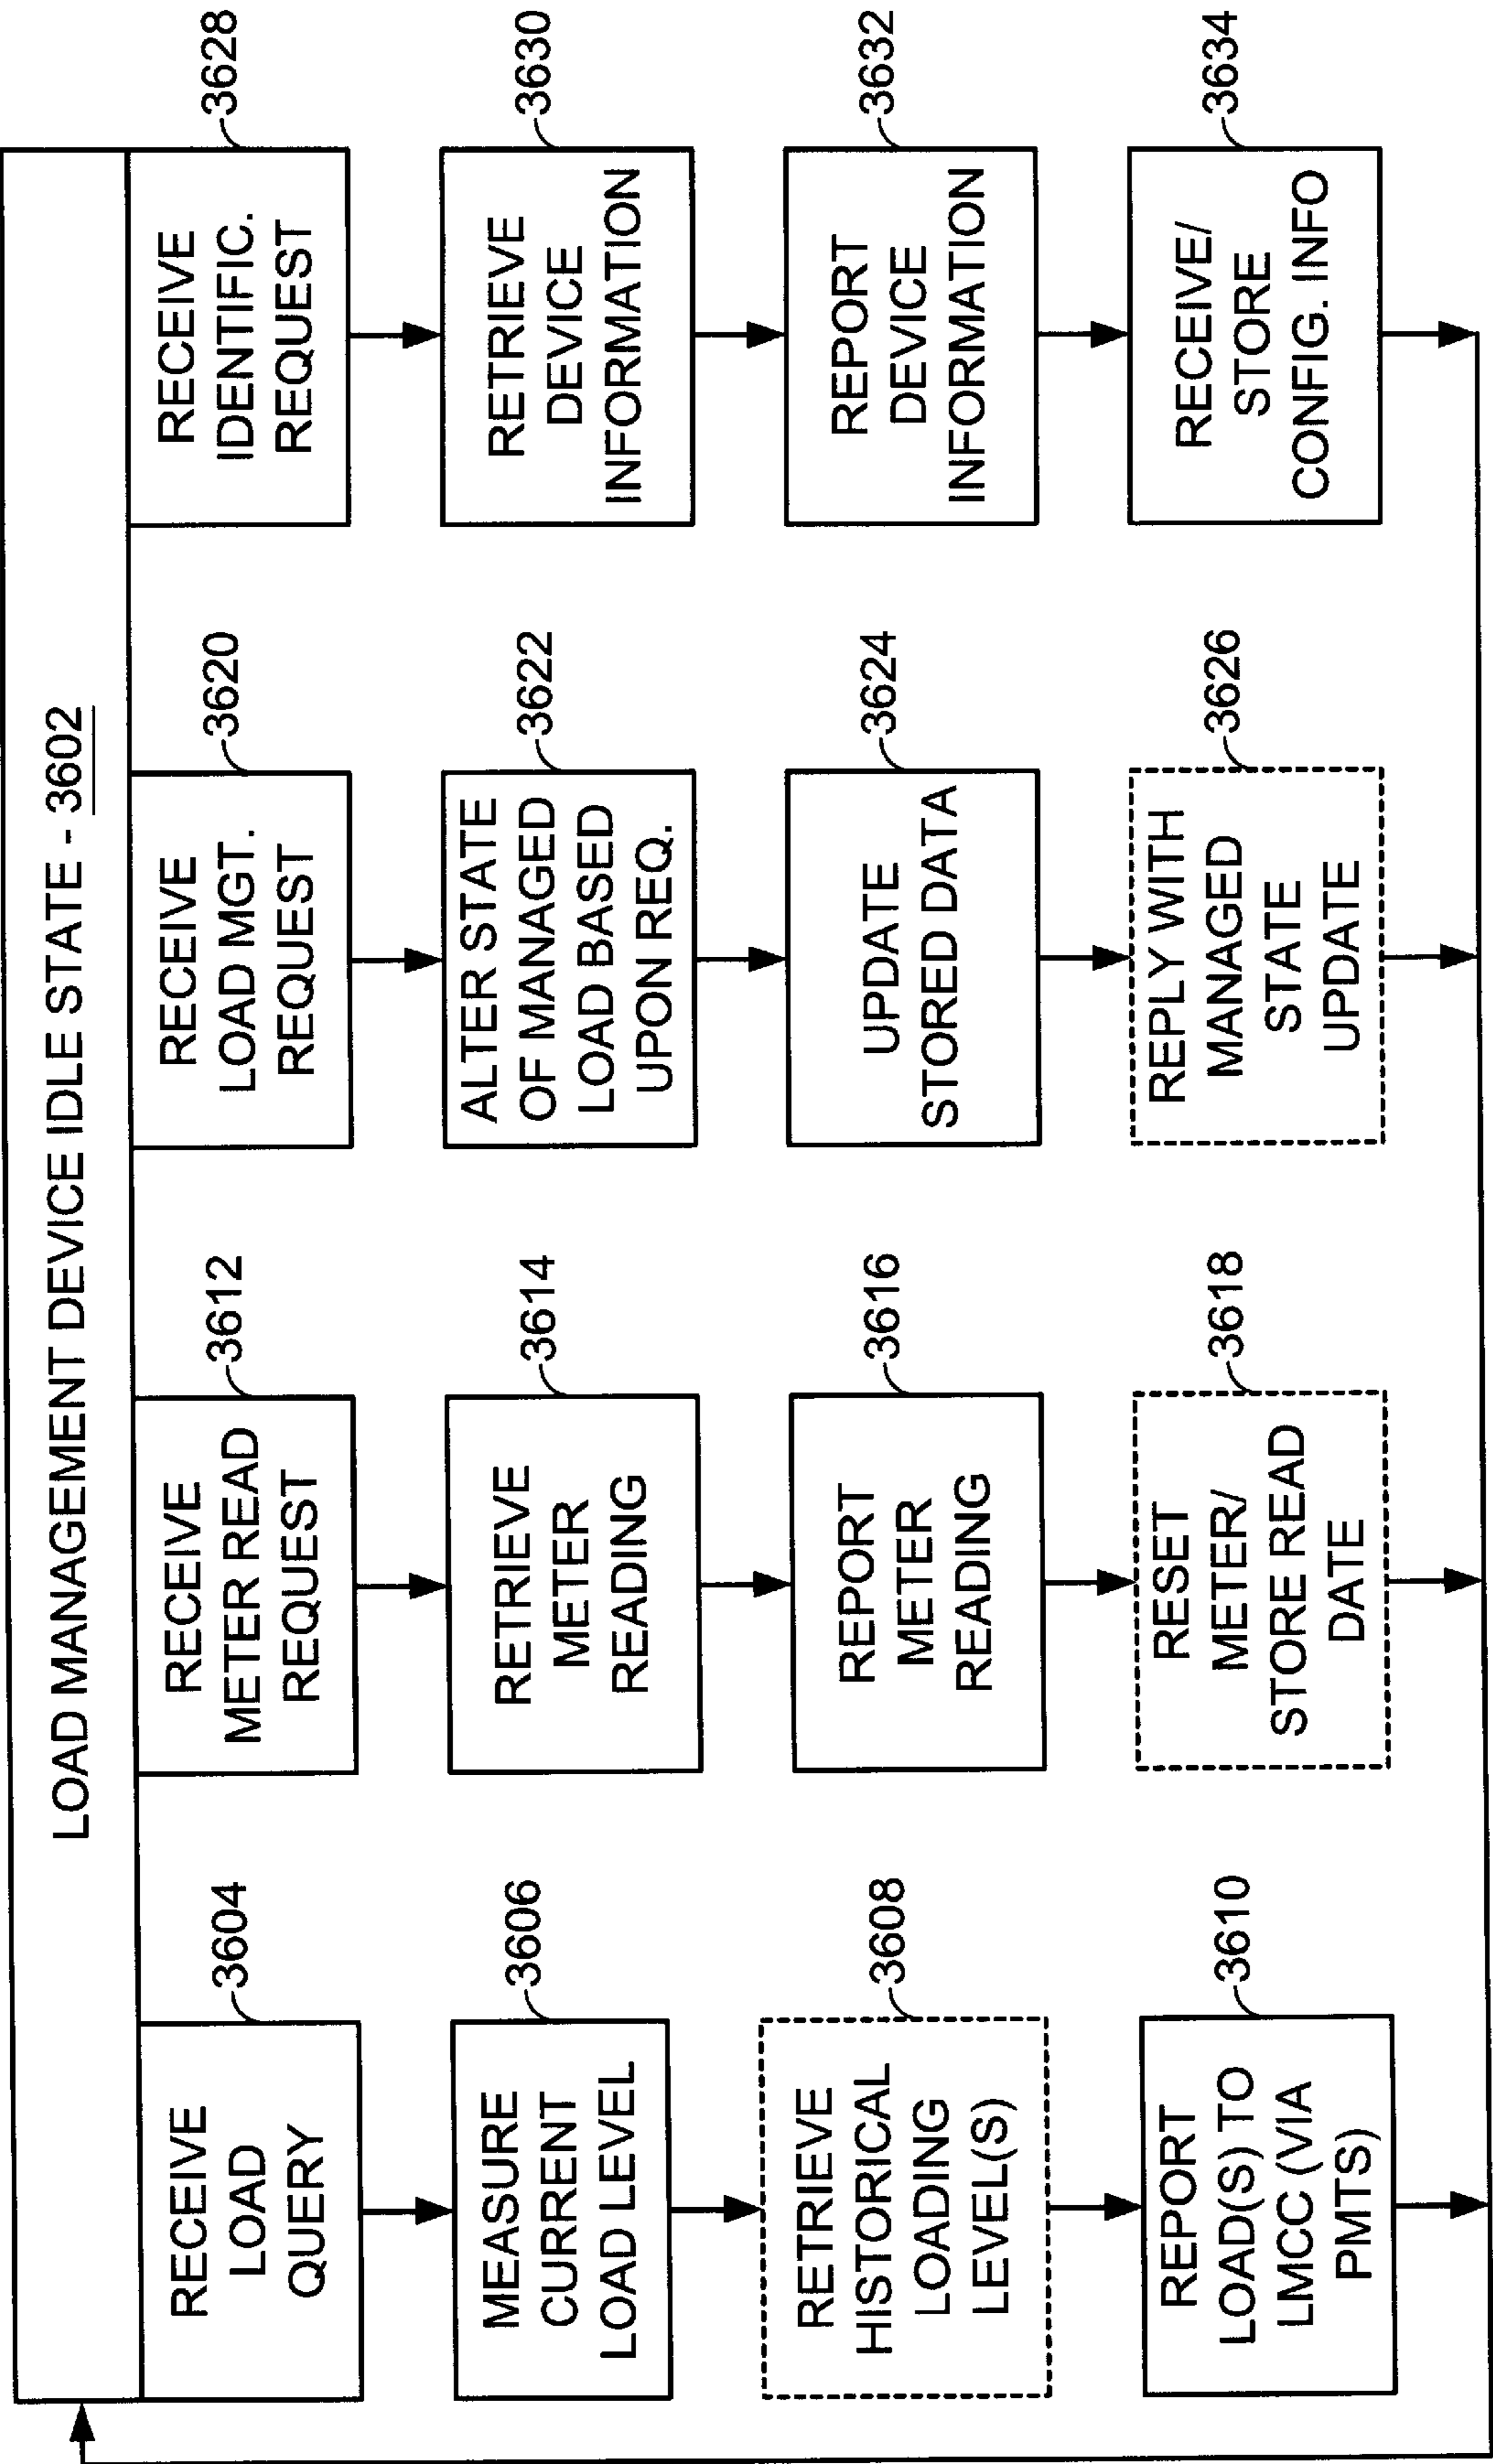 LOAD MANAGEMENT DEVICE IDLE STATE - 3602
RECEIVE
LOAD
QUERY
3604
MEASURE
CURRENT
LOAD LEVEL
3606
RETRIEVE
HISTORICAL
LOADING
LEVEL(S)
3608
REPORT
LOAD(S) TO
LMCC (VIA
PMTS)
3610
RECEIVE
METER READ
REQUEST
3612
RETRIEVE
METER
READING
3614
REPORT
METER
READING
3616
RESET
METER/
STORE READ
DATE
3618
RECEIVE
LOAD MGT.
REQUEST
3620
ALTER STATE
OF MANAGED
LOAD BASED
UPON REQ.
3622
UPDATE
STORED DATA
3624
REPLY WITH
MANAGED
STATE
UPDATE
3626
RECEIVE
IDENTIFIC.
REQUEST
3628
RETRIEVE
DEVICE
INFORMATION
3630
REPORT
DEVICE
INFORMATION
3632
RECEIVE/
STORE
CONFIG. INFO
3634